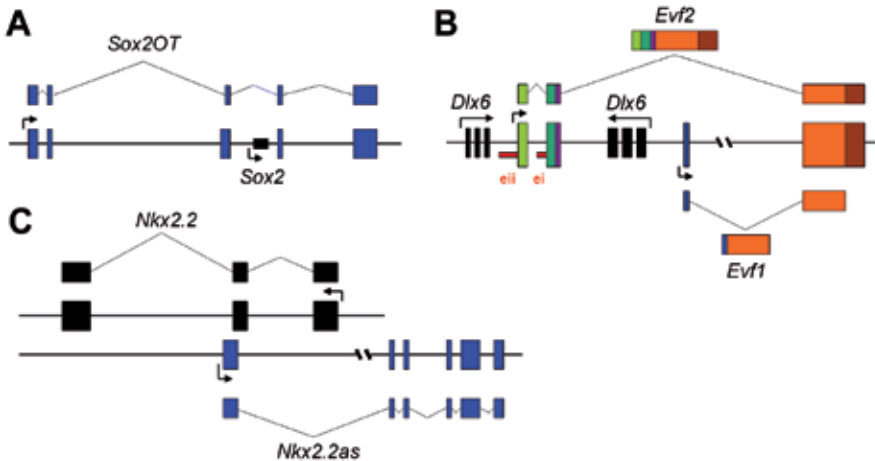 A
Sox2OT
Sox2
B
Evf2
Dlx6
Dlx6
eii
ei
Evf1
C
Nkx2.2
Nkx2.2as